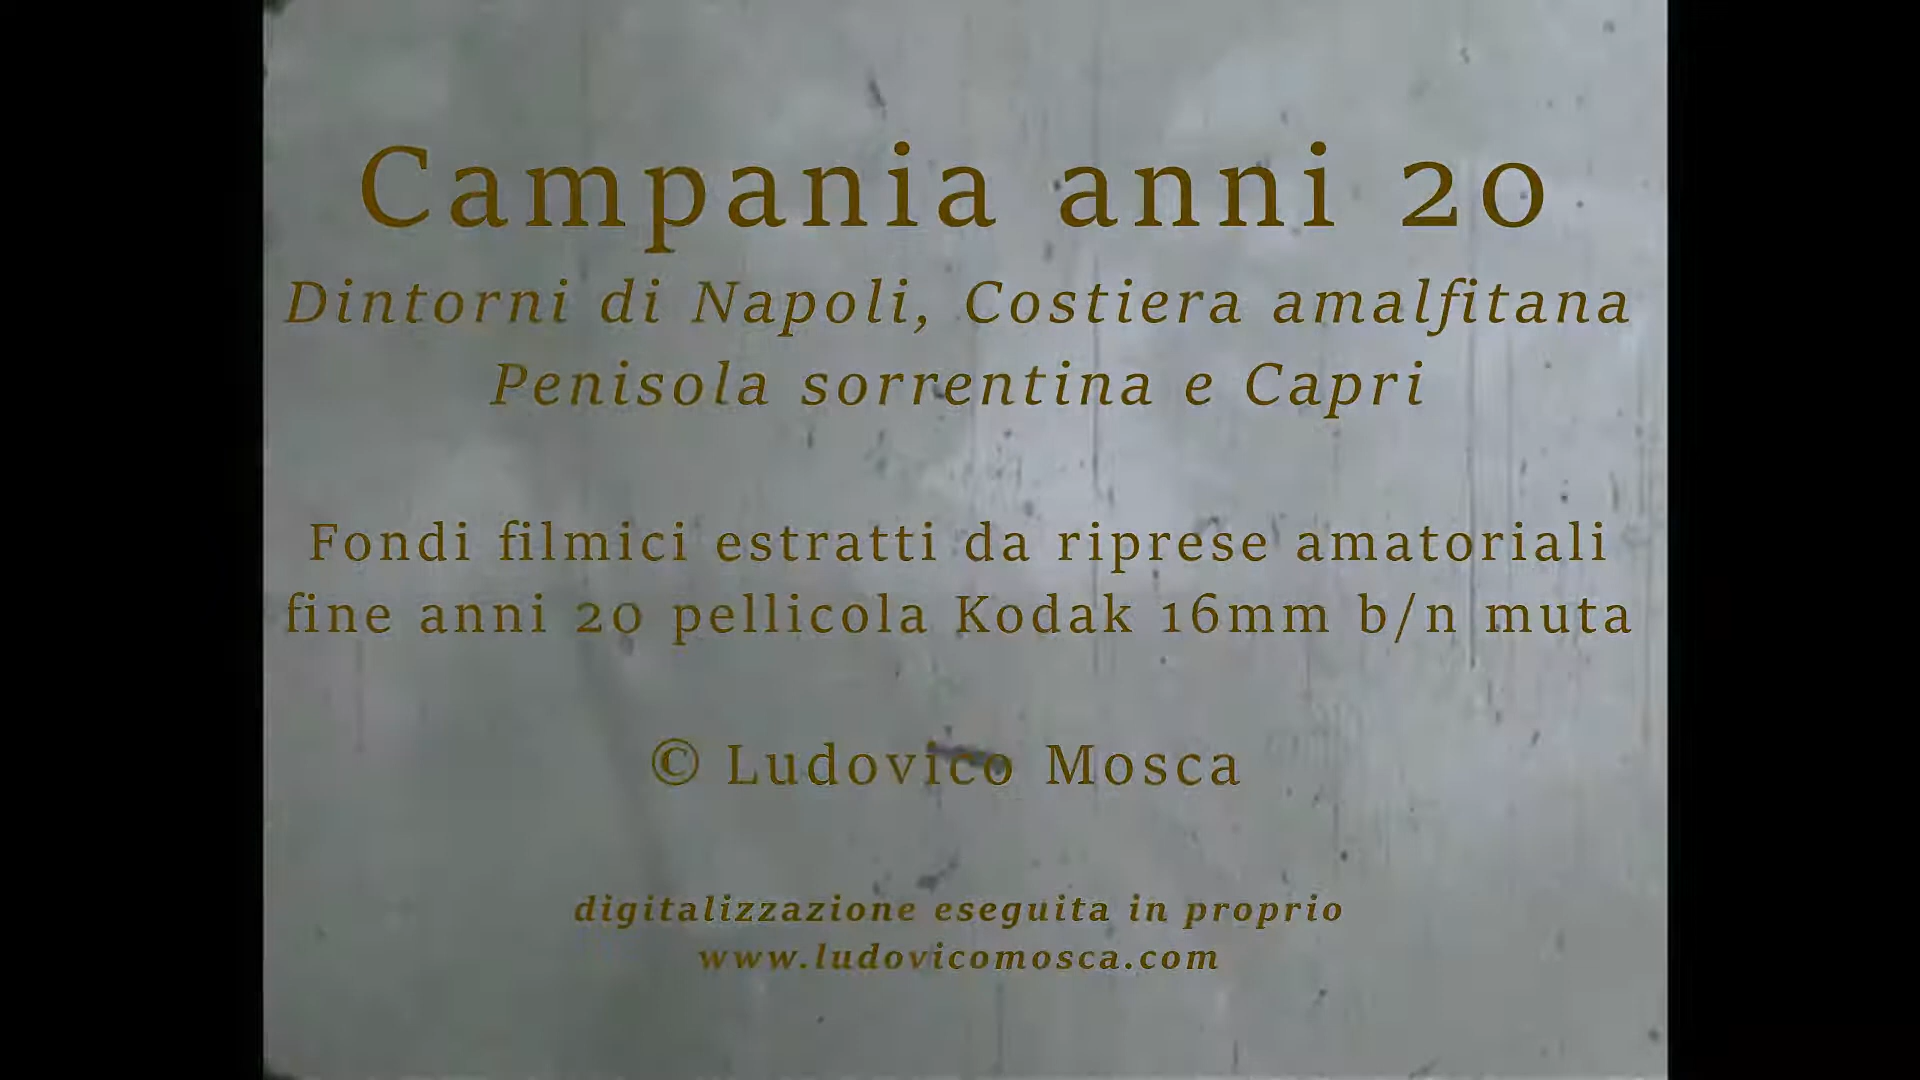 Campania anni 20
Dintorni di Napoli, Costiera amalfitana
Penisola sorrentina e Capri
Fondi filmici estratti da riprese amatoriali
fine anni 20 pellicola Kodak 16mm b/n muta
© Ludovico Mosca
digitalizzazione eseguita in proprio
www.ludovicomosca.com